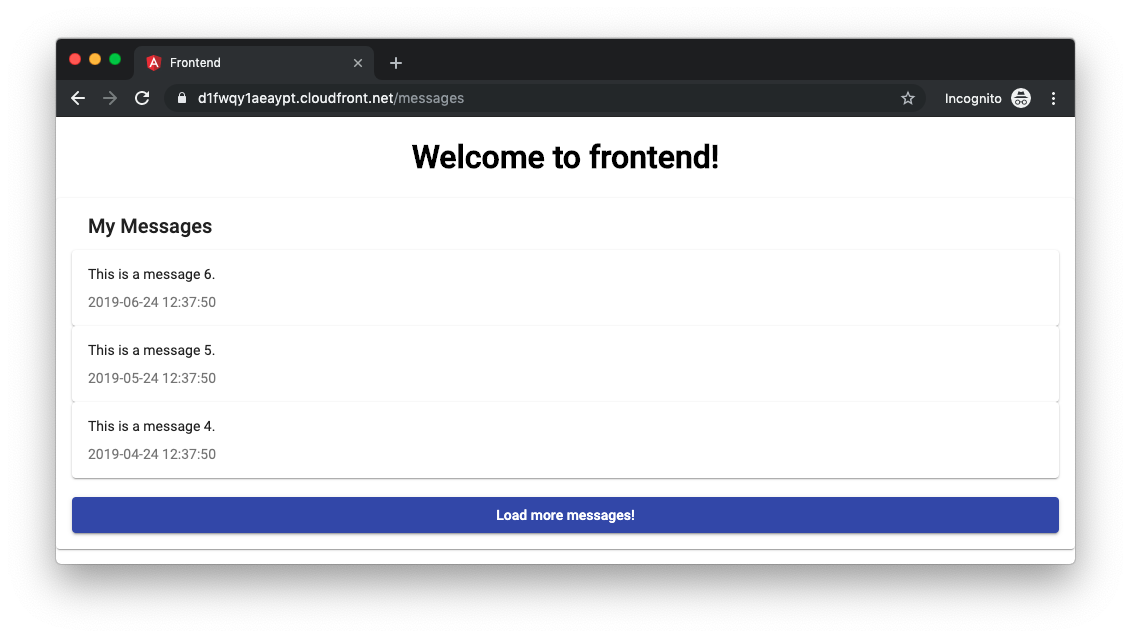 Frontend
d1fwqy1aeaypt.cloudfront.net/messages
Incognito
Welcome to frontend!
My Messages
This is a message 6.
2019-06-24 12:37:50
This is a message 5.
2019-05-24 12:37:50
This is a message 4.
2019-04-24 12:37:50
Load more messages!